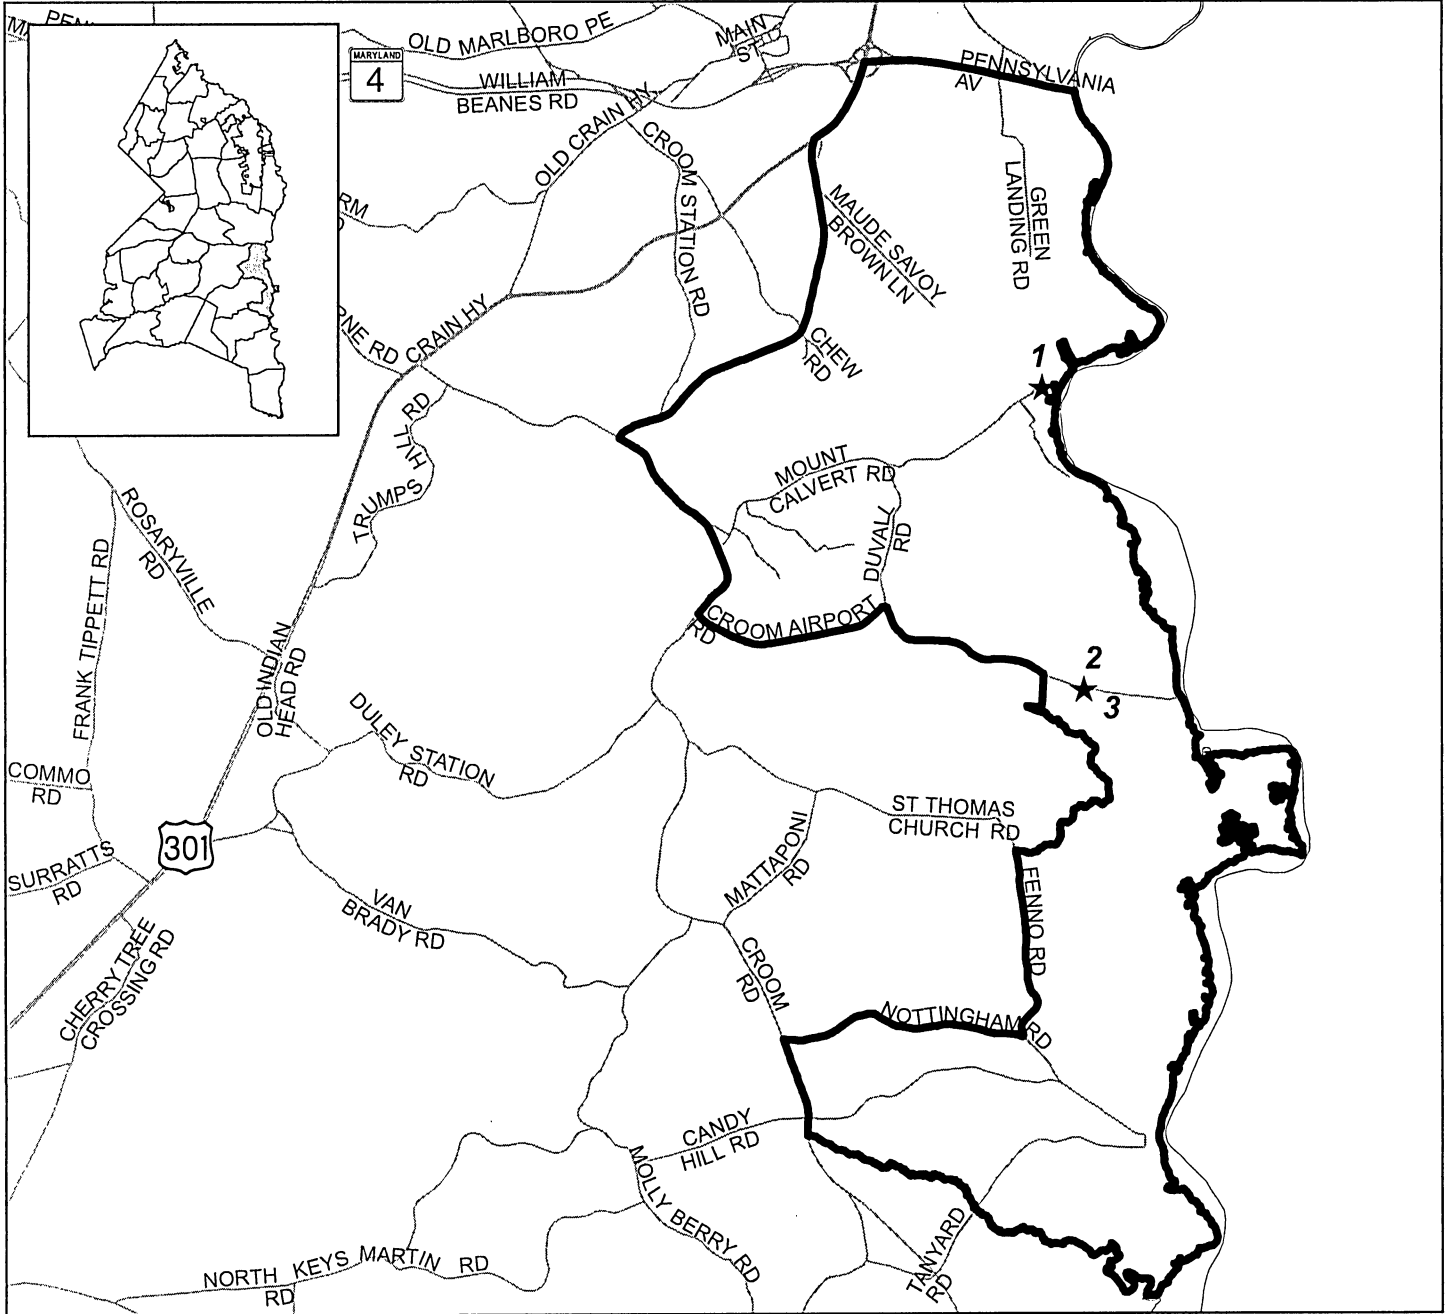 OLD MARLBORO PE
MAIN
ST
MARYLAND
4
WILLIAM
BEANES RD
PENNSYLVANIA
AV
OLD CRAIN HY
CROOM STATION RD
GREEN
LANDING RD
MAUDE SAVOY
BROWN LN
RM
RNE RD
CRAIN HY
CHEW
RD
1
TRUMPS HILL RD
MOUNT
CALVERT RD
DUVALL
RD
ROSARYVILLE
RD
FRANK TIPPETT RD
CROOM AIRPORT
RD
OLD INDIAN
HEAD RD
2
3
DULEY STATION
RD
COMMO
RD
301
SURRATTS
RD
ST THOMAS
CHURCH RD
MATTAPONI
RD
VAN
BRADY RD
FENNO RD
CHERRY TREE
CROSSING RD
CROOM
RD
NOTTINGHAM RD
CANDY
HILL RD
MOLLY BERRY RD
TANYARD
RD
NORTH KEYS MARTIN RD
RD